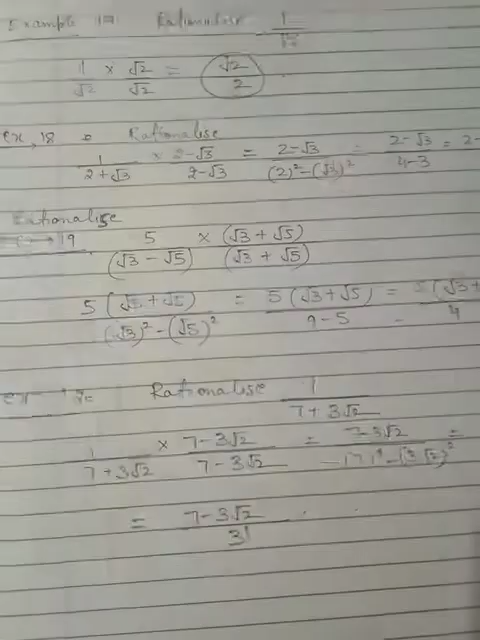 Example 17 Rationalise 1/√2
1/√2 × √2/√2 = √2/2
ex, 18 Rationalise
1/(2+√3) × (2-√3)/(2-√3) = (2-√3)/((2)²-(√3)²) = (2-√3)/(4-3) = 2-
Rationalise
19 5/(√3-√5) × (√3+√5)/(√3+√5)
5(√3+√5)/((√3)²-(√5)²) = 5(√3+√5)/(9-5) = 5(√3+/4
Rationalise 1/(7+3√2)
1/(7+3√2) × (7-3√2)/(7-3√2) = (7-3√2)/((7)²-(3√2)²) =
= (7-3√2)/31